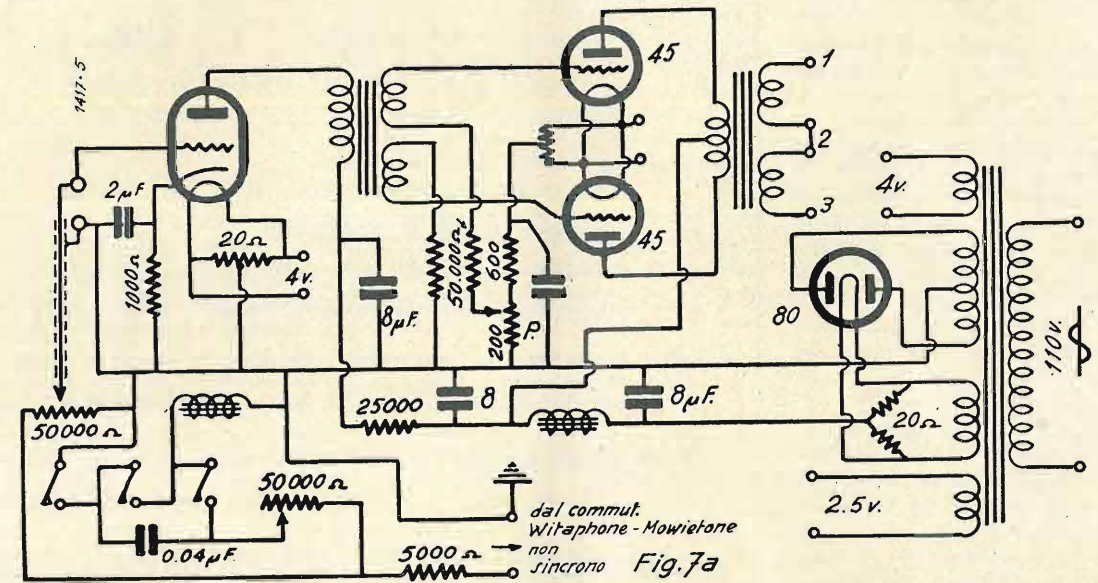 1417-5
45
1
2
3
4v.
2μF.
20Ω
4v.
1000Ω
8μF.
50.000Ω
600
200
P.
45
80
110v.
50000Ω
25000
8
8μF.
20Ω
2.5v.
50000Ω
0.04μF.
5000Ω
dal commut.
Witaphone-Mowietone
non
sincrono
Fig.7a